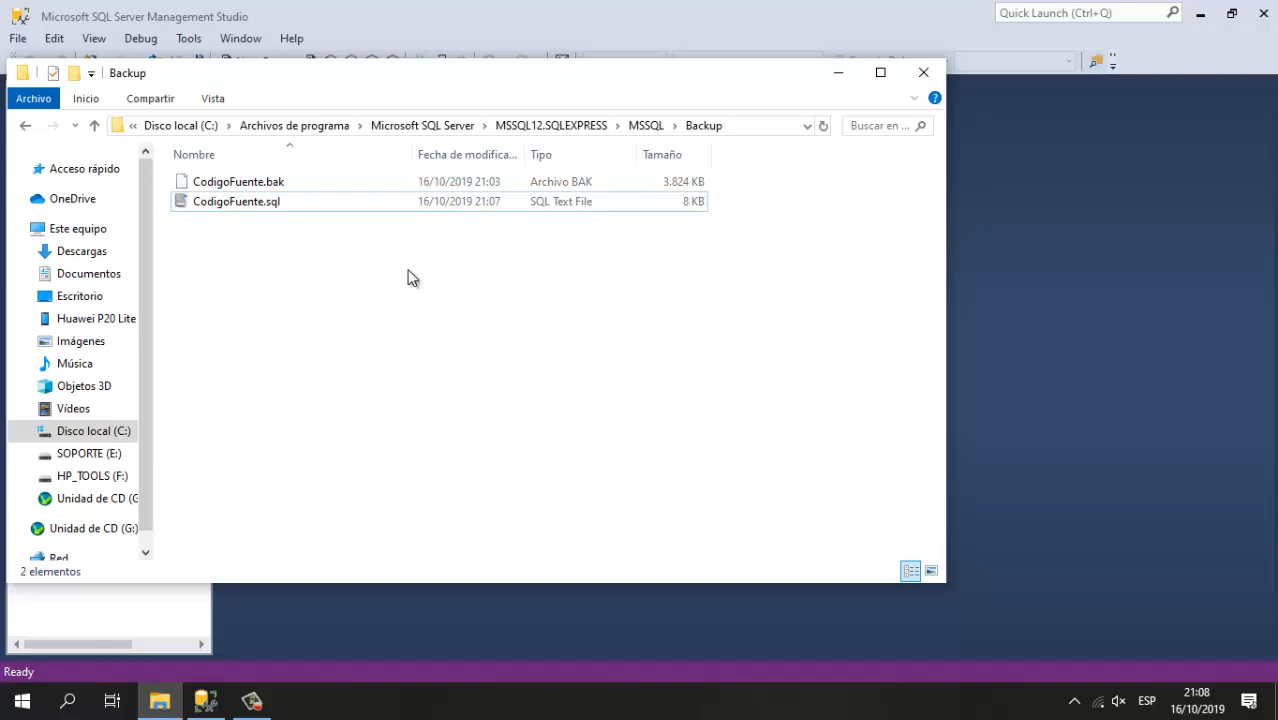 Microsoft SQL Server Management Studio
Quick Launch (Ctrl+Q)
File Edit View Debug Tools Window Help
Backup
Archivo Inicio Compartir Vista
« Disco local (C:) › Archivos de programa › Microsoft SQL Server › MSSQL12.SQLEXPRESS › MSSQL › Backup
Buscar en ...
Nombre Fecha de modifica... Tipo Tamaño
CodigoFuente.bak 16/10/2019 21:03 Archivo BAK 3.824 KB
CodigoFuente.sql 16/10/2019 21:07 SQL Text File 8 KB
Acceso rápido
OneDrive
Este equipo
Descargas
Documentos
Escritorio
Huawei P20 Lite
Imágenes
Música
Objetos 3D
Vídeos
Disco local (C:)
SOPORTE (E:)
HP_TOOLS (F:)
Unidad de CD (G
Unidad de CD (G:)
Red
2 elementos
Ready
ESP
21:08
16/10/2019